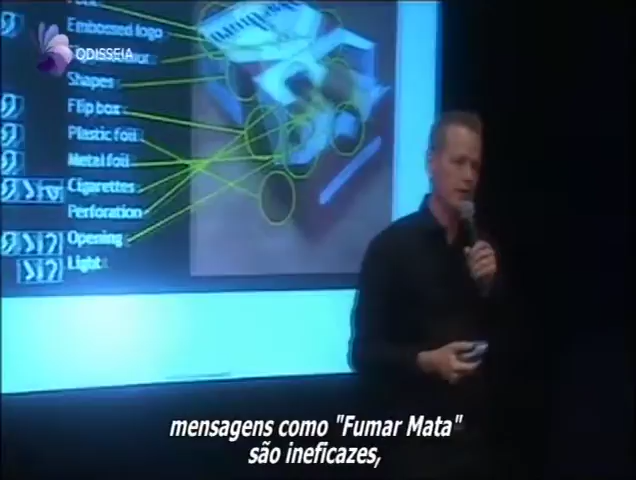 Embossed logo
ODISSEIA
Shapes
Flip box
Plastic foil
Metal foil
Cigarettes
Perforation
Opening
Light
mensagens como "Fumar Mata"
são ineficazes,